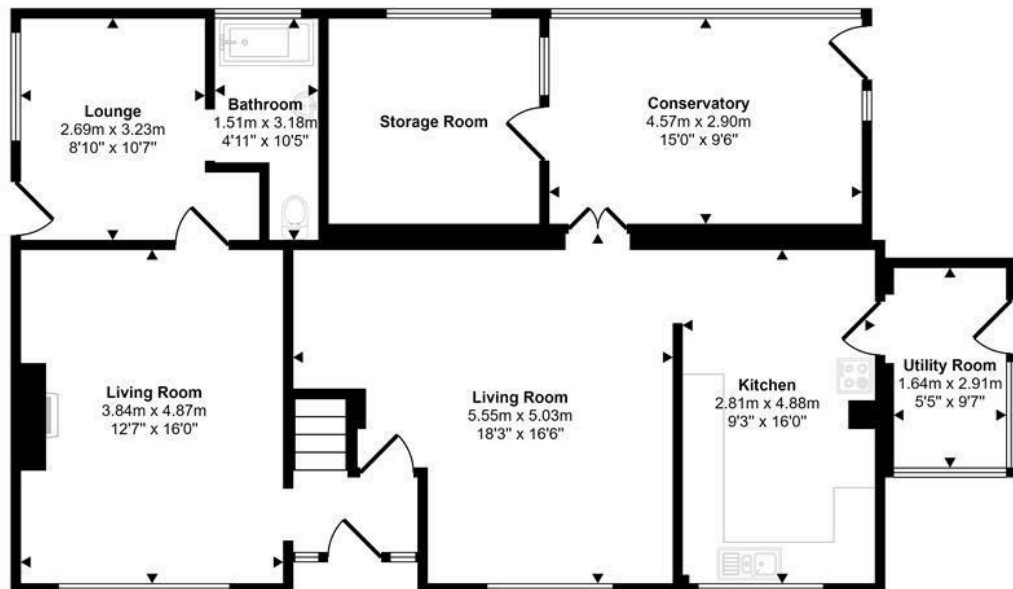 Lounge
2.69m x 3.23m
8'10" x 10'7"
Bathroom
1.51m x 3.18m
4'11" x 10'5"
Storage Room
Conservatory
4.57m x 2.90m
15'0" x 9'6"
Living Room
3.84m x 4.87m
12'7" x 16'0"
Living Room
5.55m x 5.03m
18'3" x 16'6"
Kitchen
2.81m x 4.88m
9'3" x 16'0"
Utility Room
1.64m x 2.91m
5'5" x 9'7"